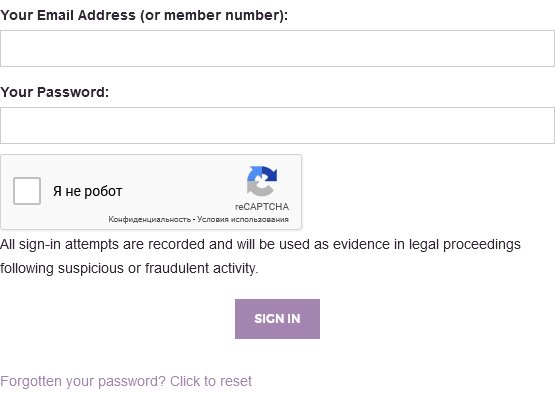 Your Email Address (or member number):
Your Password:
Я не робот
reCAPTCHA
Конфиденциальность - Условия использования
All sign-in attempts are recorded and will be used as evidence in legal proceedings
following suspicious or fraudulent activity.
SIGN IN
Forgotten your password? Click to reset